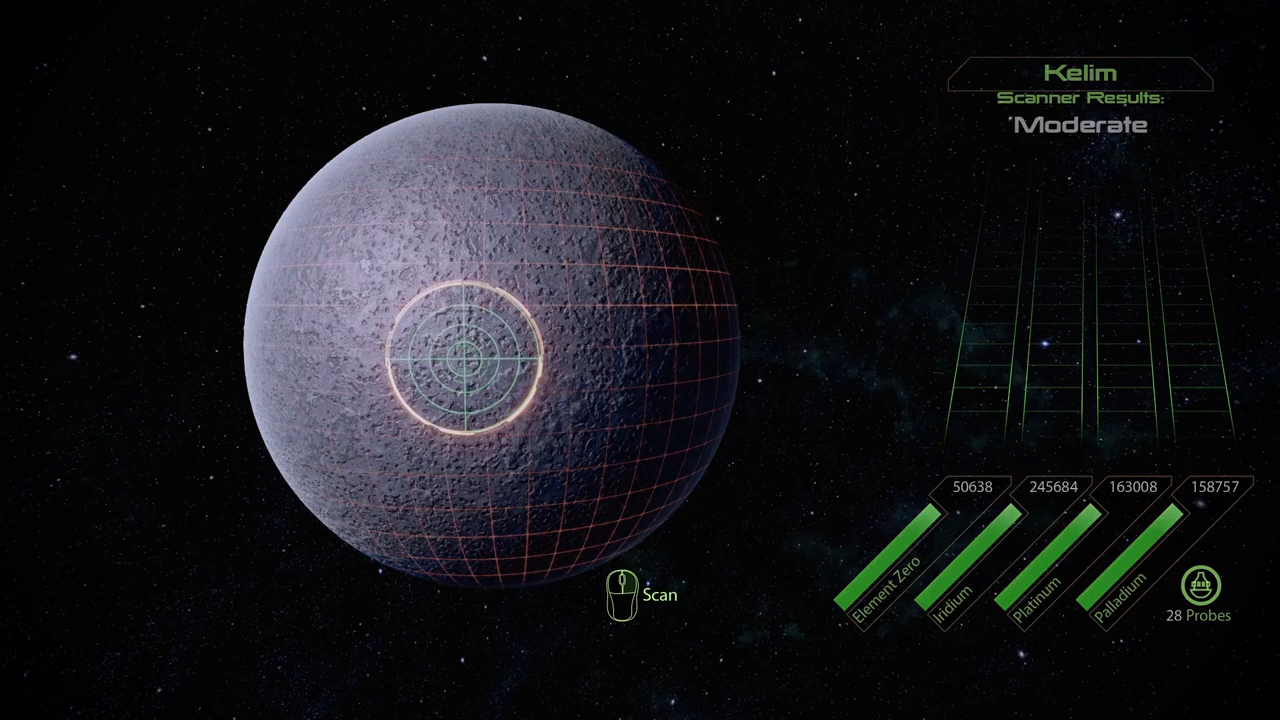 Kelim
Scanner Results:
Moderate
50638
245684
163008
158757
Element Zero
Iridium
Platinum
Palladium
28 Probes
Scan